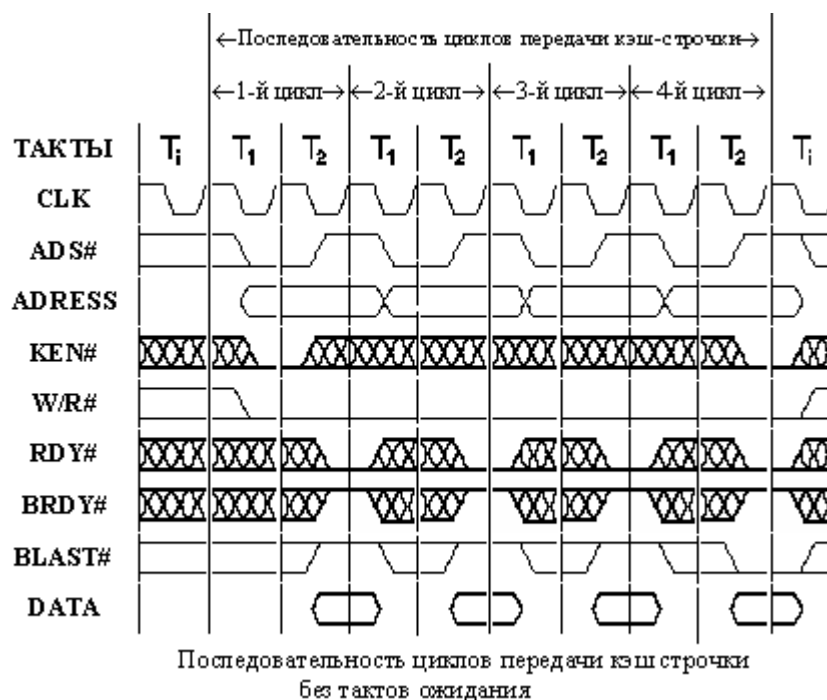 ←Последовательность циклов передачи кэш-строчки→
←1-й цикл→ ←2-й цикл→ ←3-й цикл→ ←4-й цикл→
ТАКТЫ Ti T1 T2 T1 T2 T1 T2 T1 T2 Ti
CLK
ADS#
ADRESS
KEN#
W/R#
RDY#
BRDY#
BLAST#
DATA
Последовательность циклов передачи кэш строчки
без тактов ожидания